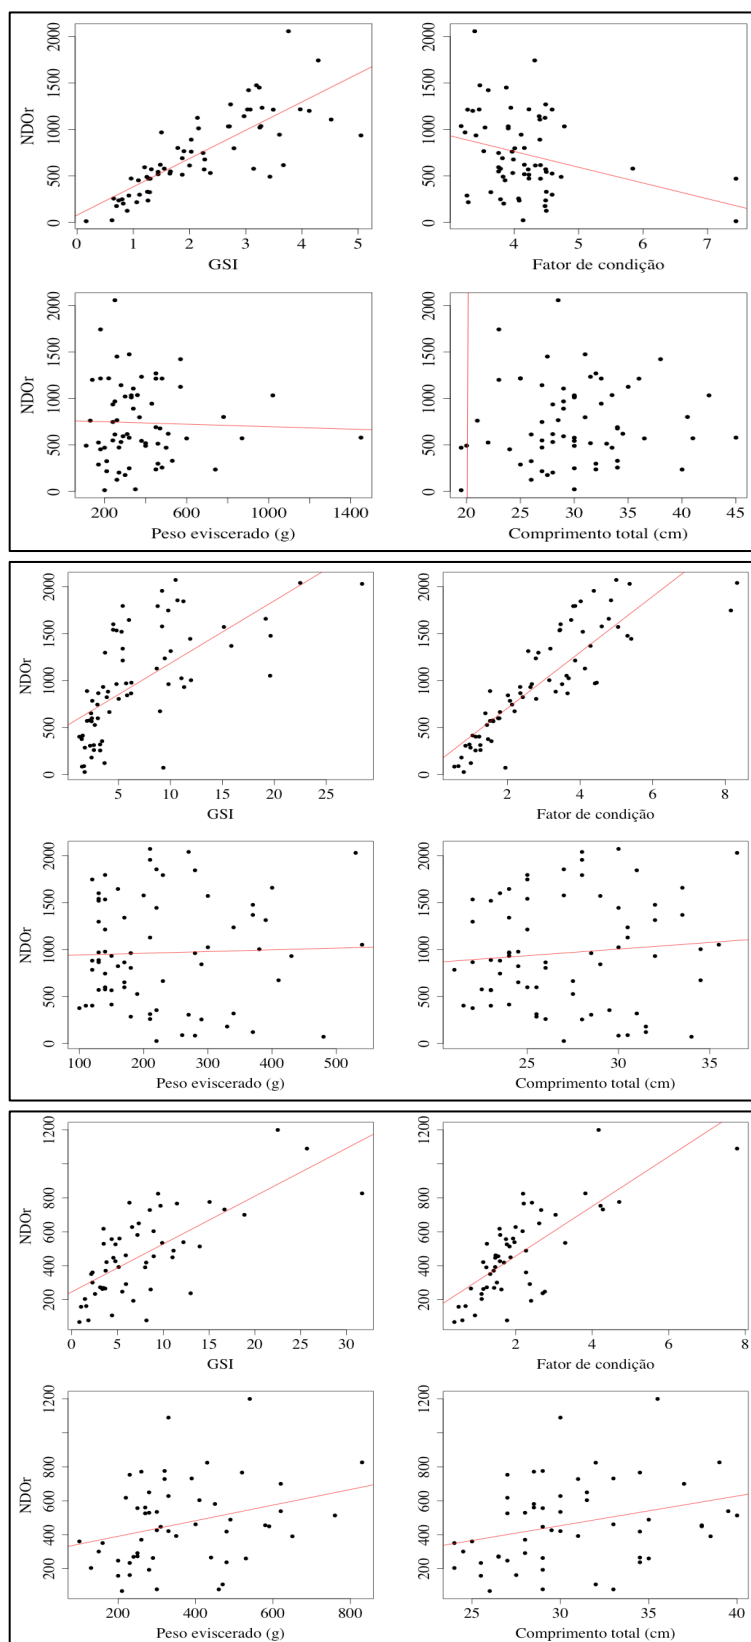 NDOr
0 500 1000 1500 2000
0 1 2 3 4 5
GSI
0 500 1000 1500 2000
4 5 6 7
Fator de condição
NDOr
0 500 1000 1500 2000
200 600 1000 1400
Peso eviscerado (g)
0 500 1000 1500 2000
20 25 30 35 40 45
Comprimento total (cm)
NDOr
0 500 1000 1500 2000
5 10 15 20 25
GSI
0 500 1000 1500 2000
2 4 6 8
Fator de condição
NDOr
0 500 1000 1500 2000
100 200 300 400 500
Peso eviscerado (g)
0 500 1000 1500 2000
25 30 35
Comprimento total (cm)
NDOr
200 400 600 800 1200
0 5 10 15 20 25 30
GSI
200 400 600 800 1200
2 4 6 8
Fator de condição
NDOr
200 400 600 800 1200
200 400 600 800
Peso eviscerado (g)
200 400 600 800 1200
25 30 35 40
Comprimento total (cm)